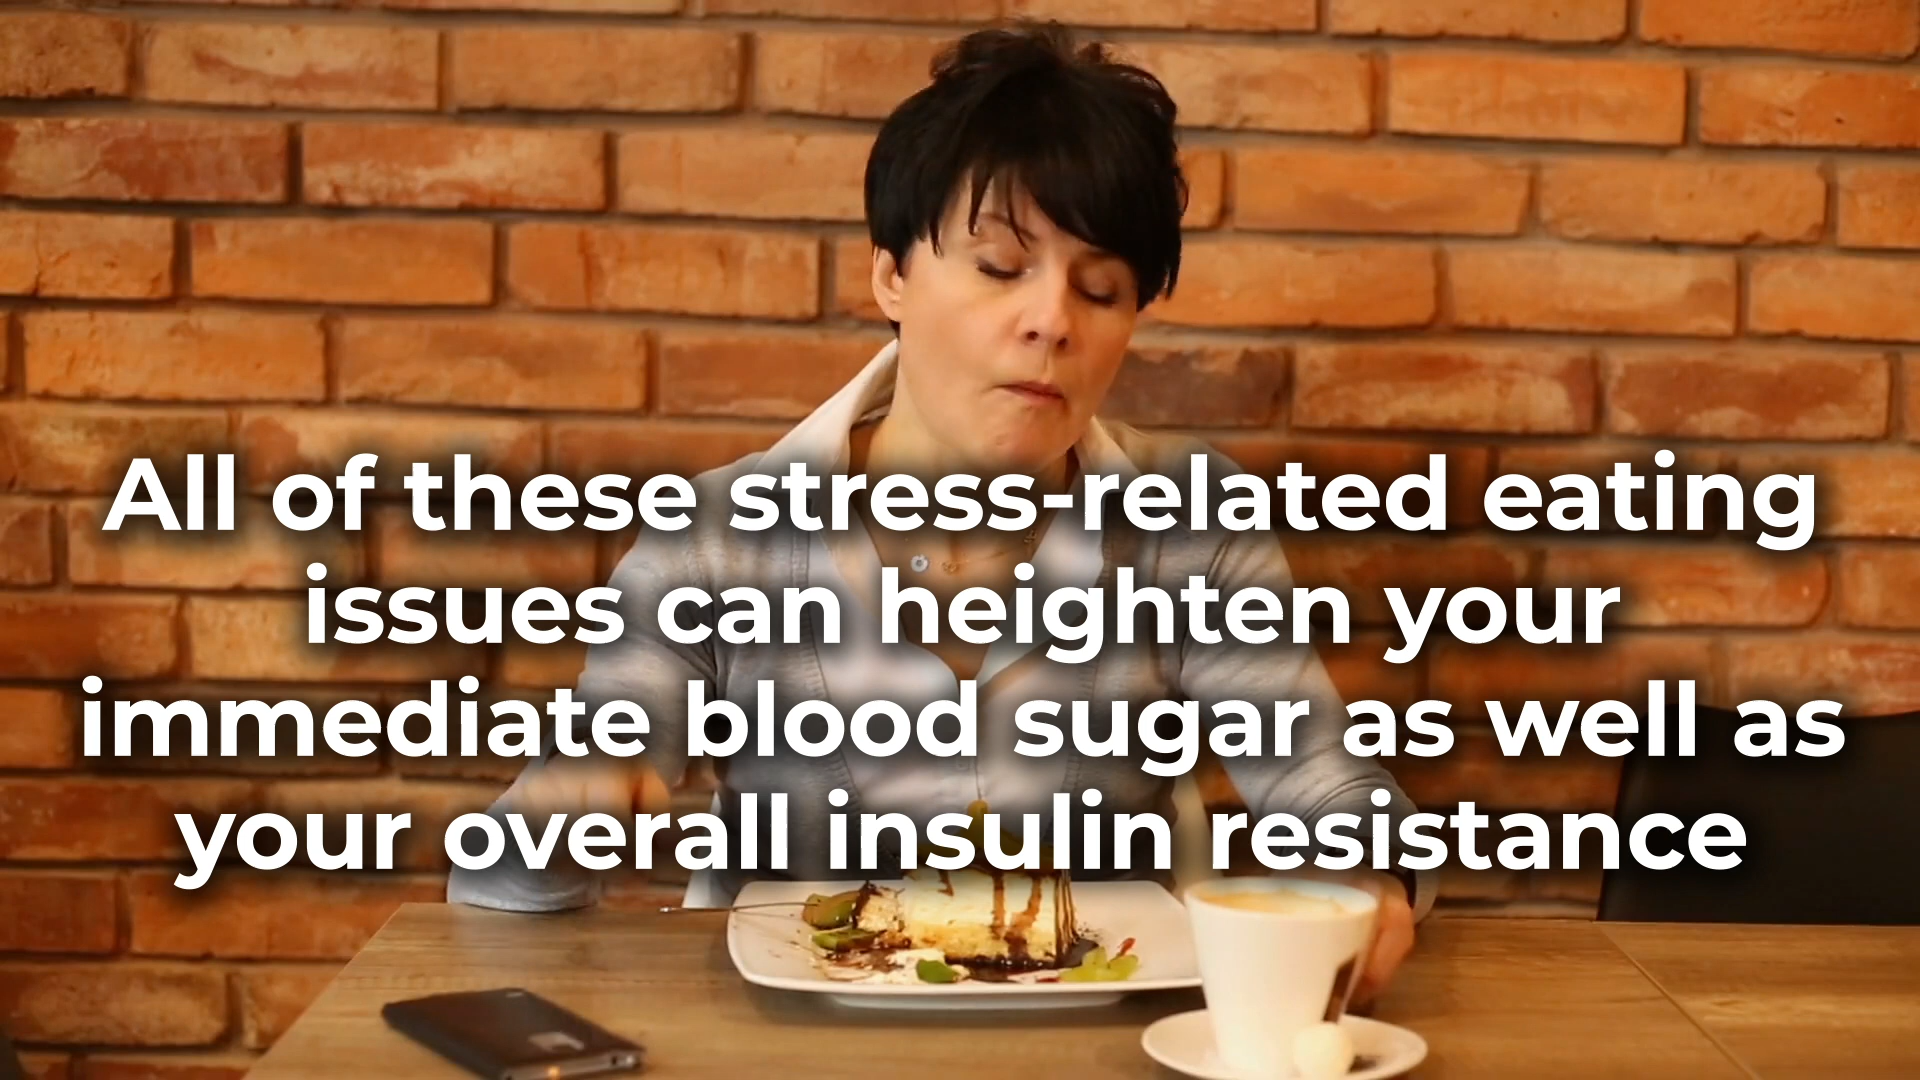 All of these stress-related eating
issues can heighten your
immediate blood sugar as well as
your overall insulin resistance